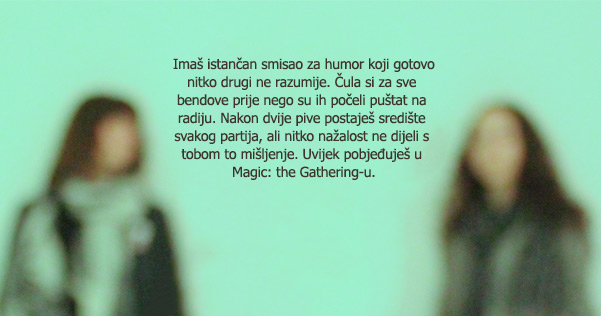 Imaš istančan smisao za humor koji gotovo
nitko drugi ne razumije. Čula si za sve
bendove prije nego su ih počeli puštat na
radiju. Nakon dvije pive postaješ središte
svakog partija, ali nitko nažalost ne dijeli s
tobom to mišljenje. Uvijek pobjeđuješ u
Magic: the Gathering-u.